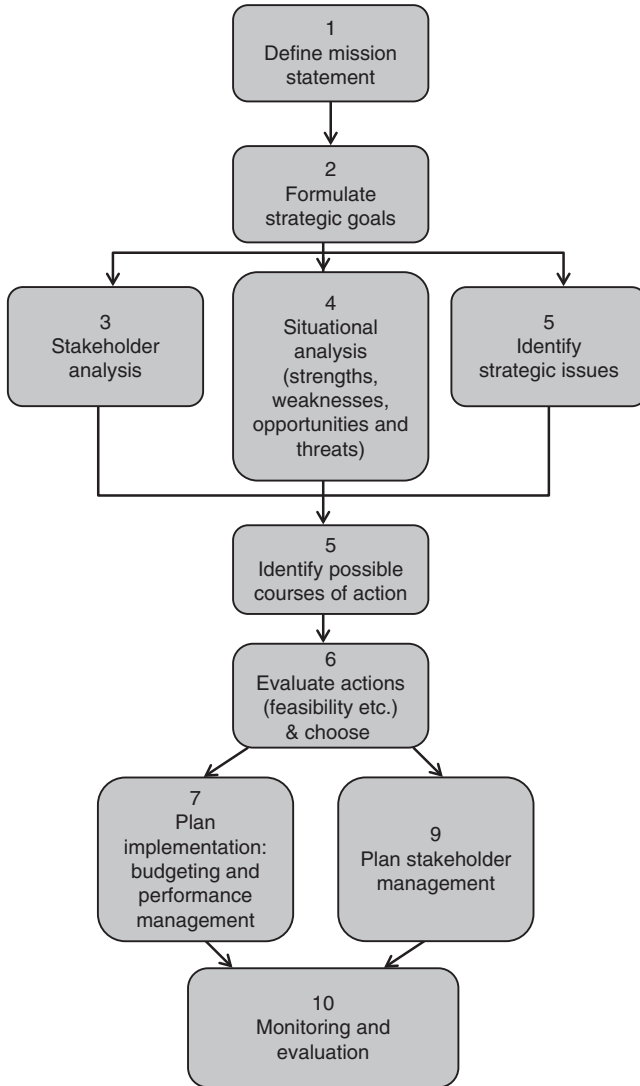 1
Define mission
statement
2
Formulate
strategic goals
3
Stakeholder
analysis
4
Situational
analysis
(strengths,
weaknesses,
opportunities and
threats)
5
Identify
strategic issues
5
Identify possible
courses of action
6
Evaluate actions
(feasibility etc.)
& choose
7
Plan
implementation:
budgeting and
performance
management
9
Plan stakeholder
management
10
Monitoring and
evaluation